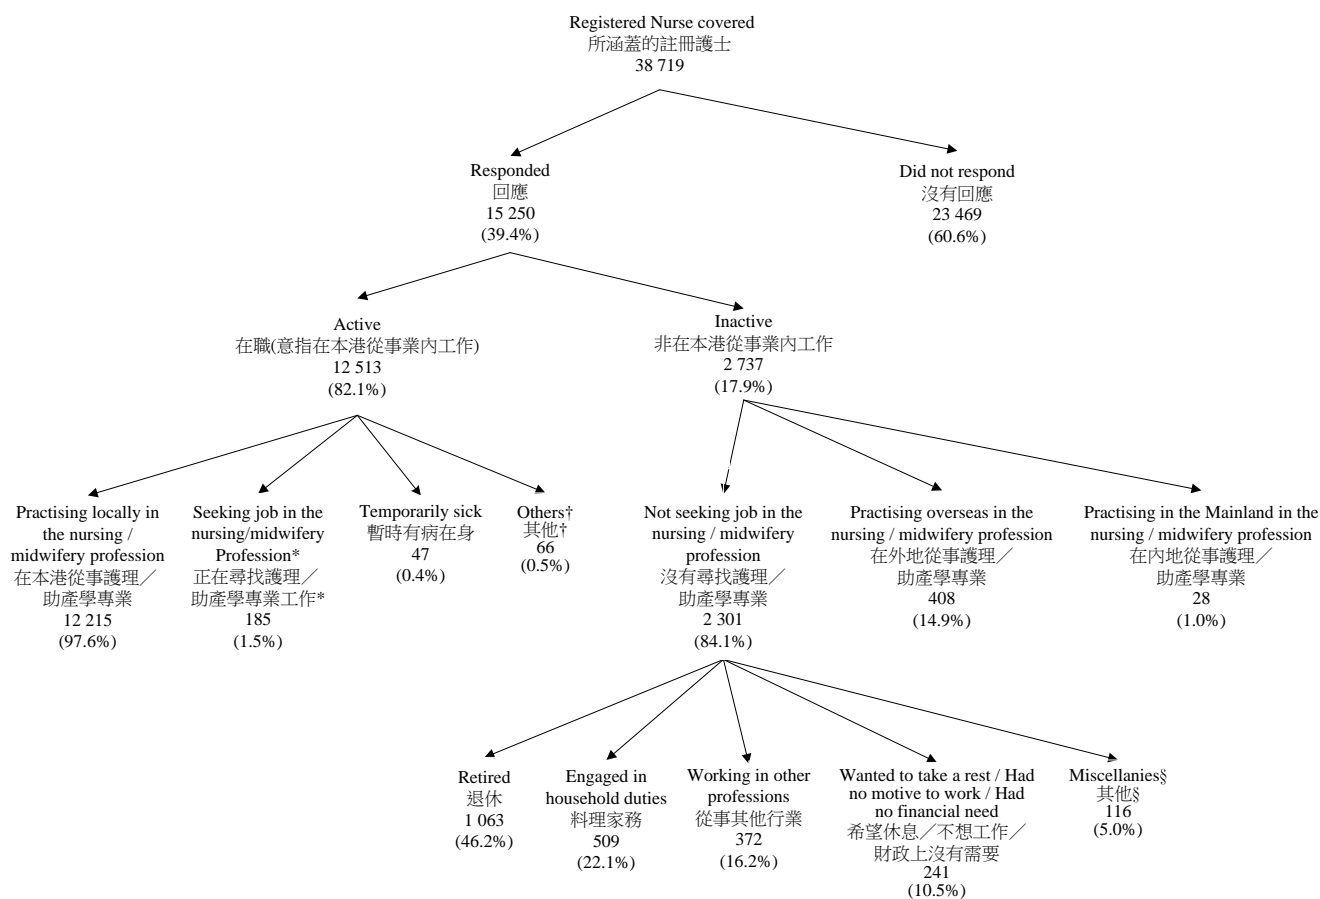 Registered Nurse covered
所涵蓋的註冊護士
38 719
Responded
回應
15 250
(39.4%)
Did not respond
沒有回應
23 469
(60.6%)
Active
在職(意指在本港從事業內工作)
12 513
(82.1%)
Inactive
非在本港從事業內工作
2 737
(17.9%)
Practising locally in
the nursing /
midwifery profession
在本港從事護理／
助產學專業
12 215
(97.6%)
Seeking job in the
nursing/midwifery
Profession*
正在尋找護理／
助產學專業工作*
185
(1.5%)
Temporarily sick
暫時有病在身
47
(0.4%)
Others†
其他†
66
(0.5%)
Not seeking job in the
nursing / midwifery
profession
沒有尋找護理／
助產學專業
2 301
(84.1%)
Practising overseas in the
nursing / midwifery profession
在外地從事護理／
助產學專業
408
(14.9%)
Practising in the Mainland in the
nursing / midwifery profession
在內地從事護理／
助產學專業
28
(1.0%)
Retired
退休
1 063
(46.2%)
Engaged in
household duties
料理家務
509
(22.1%)
Working in other
professions
從事其他行業
372
(16.2%)
Wanted to take a rest / Had
no motive to work / Had
no financial need
希望休息／不想工作／
財政上沒有需要
241
(10.5%)
Miscellanies§
其他§
116
(5.0%)